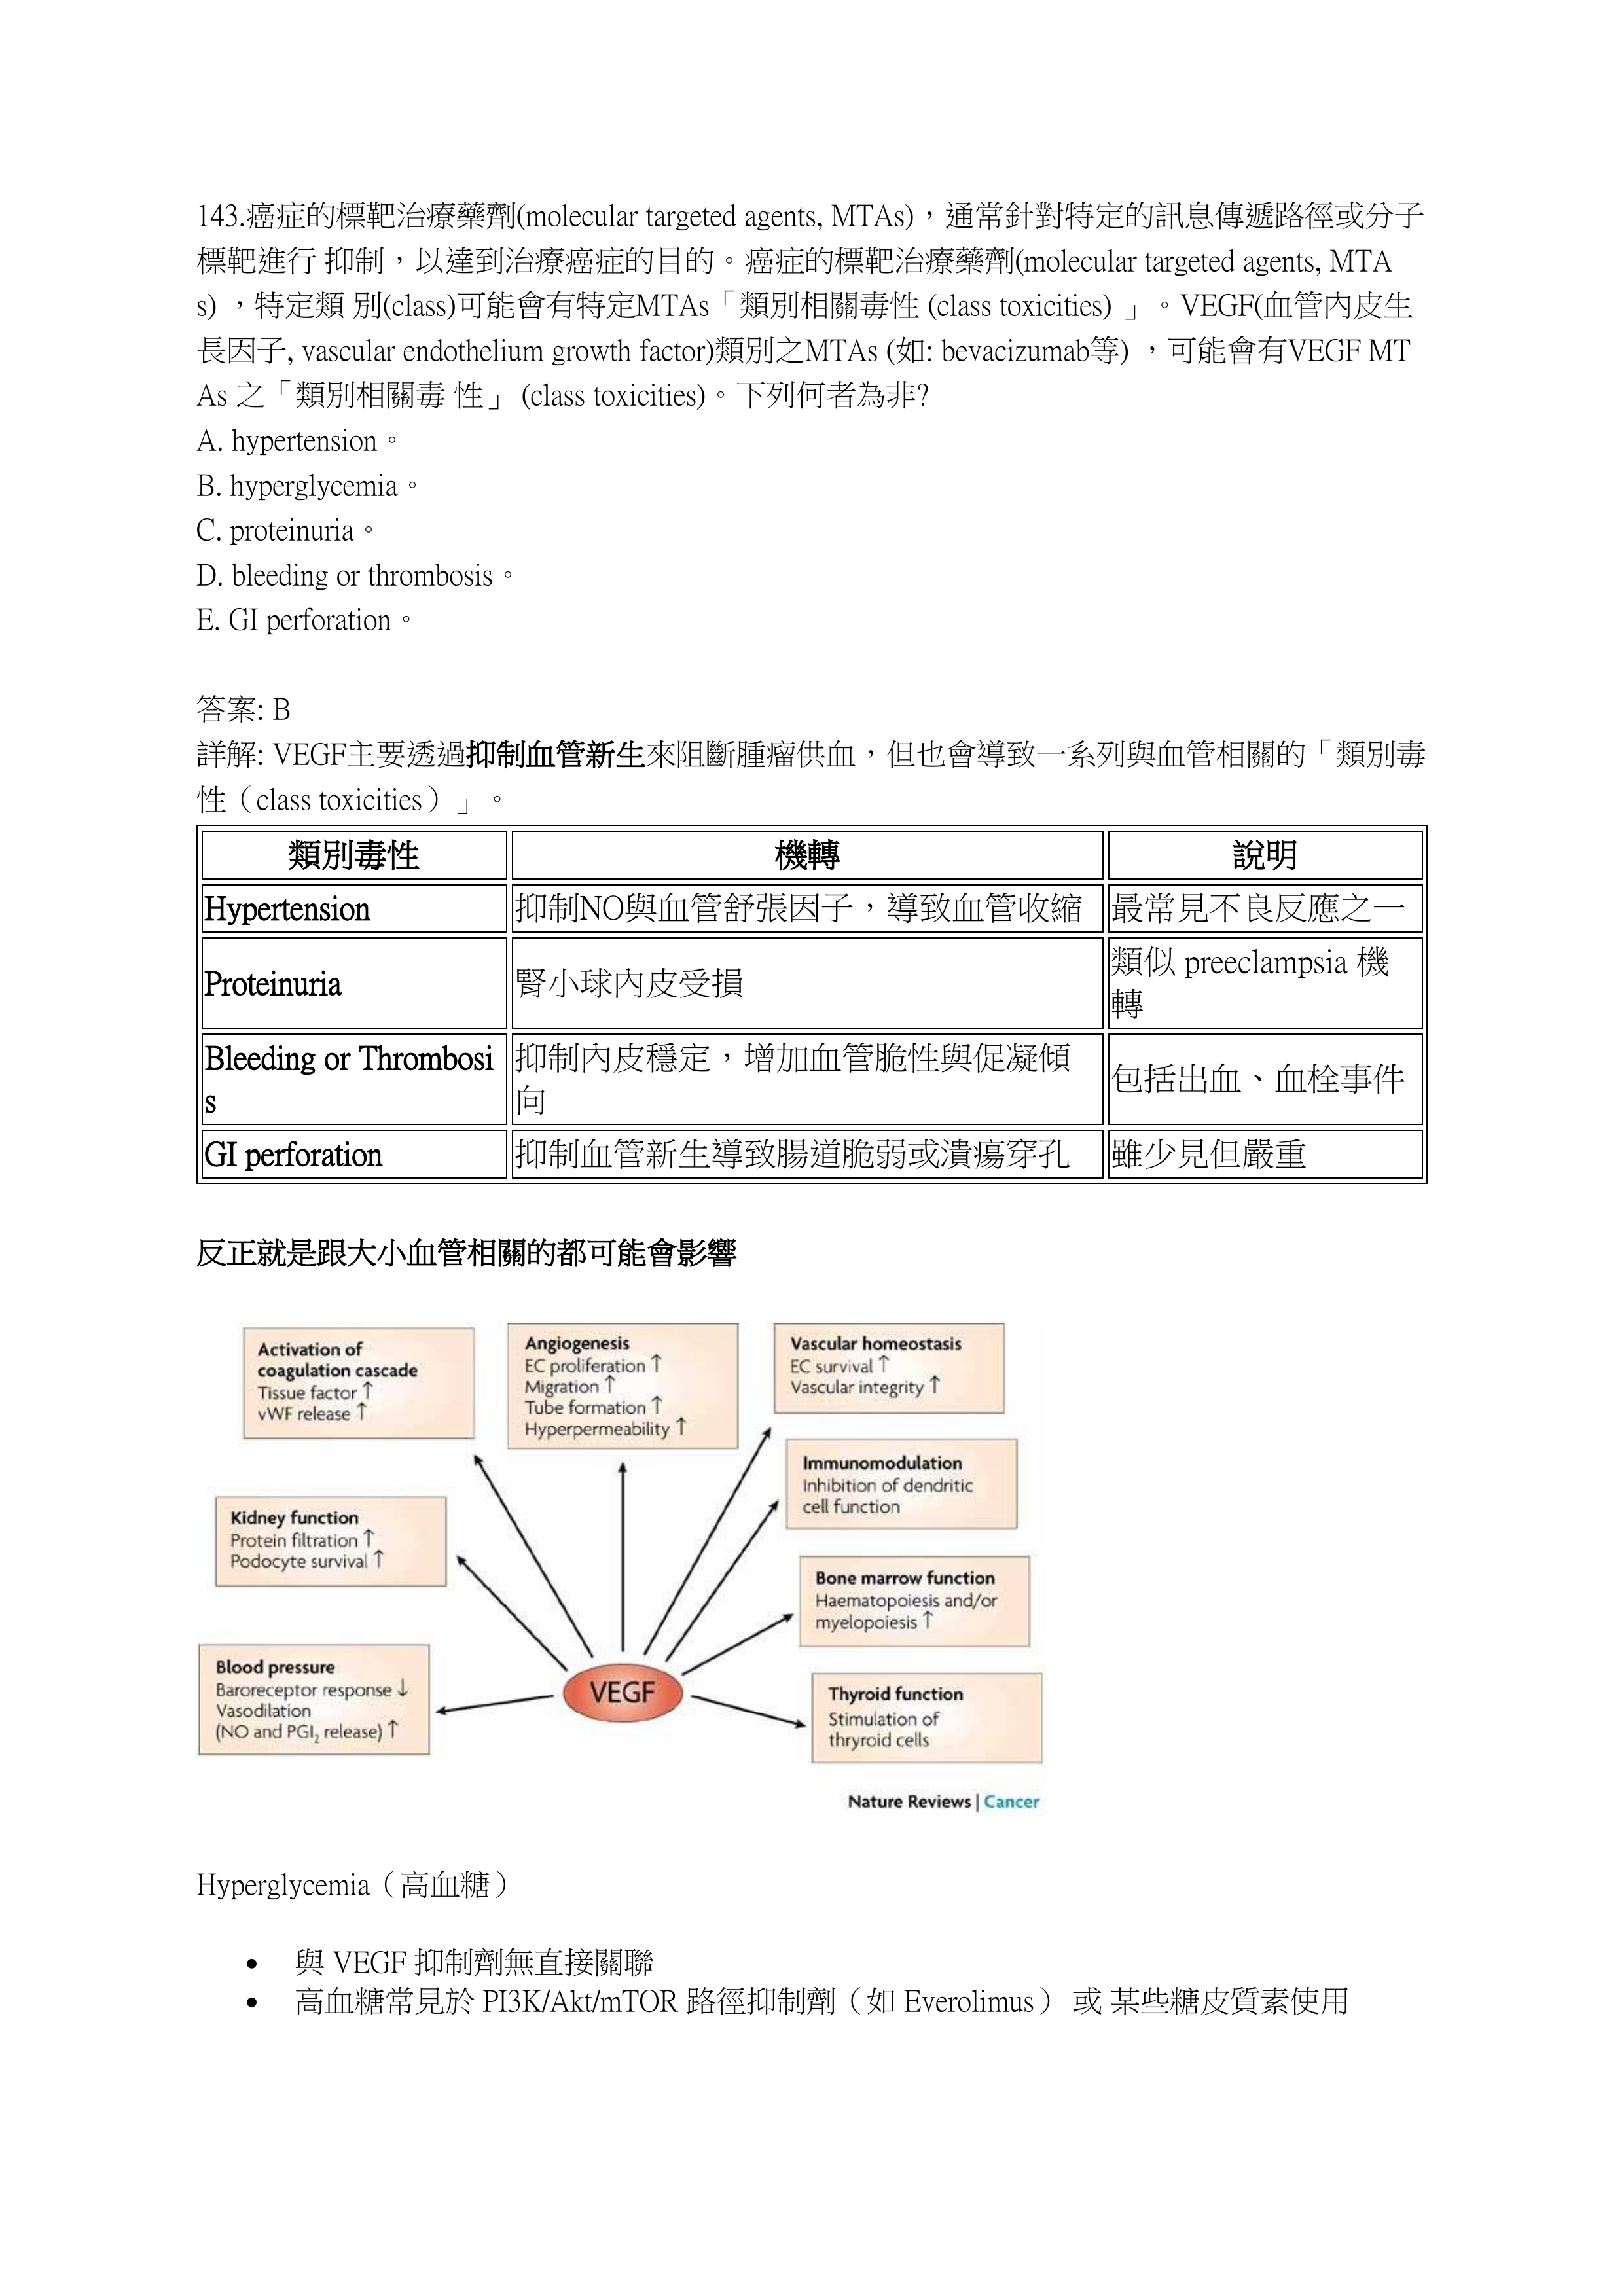 143.癌症的標靶治療藥劑(molecular targeted agents, MTAs)，通常針對特定的訊息傳遞路徑或分子
標靶進行 抑制，以達到治療癌症的目的。癌症的標靶治療藥劑(molecular targeted agents, MTA
s) ，特定類 別(class)可能會有特定MTAs「類別相關毒性 (class toxicities) 」。VEGF(血管內皮生
長因子, vascular endothelium growth factor)類別之MTAs (如: bevacizumab等) ，可能會有VEGF MT
As 之「類別相關毒 性」 (class toxicities)。下列何者為非?
A. hypertension。
B. hyperglycemia。
C. proteinuria。
D. bleeding or thrombosis。
E. GI perforation。
答案: B
詳解: VEGF主要透過抑制血管新生來阻斷腫瘤供血，但也會導致一系列與血管相關的「類別毒
性（class toxicities）」。
類別毒性 機轉 說明
Hypertension 抑制NO與血管舒張因子，導致血管收縮 最常見不良反應之一
Proteinuria 腎小球內皮受損 類似 preeclampsia 機
轉
Bleeding or Thrombosi 抑制內皮穩定，增加血管脆性與促凝傾 包括出血、血栓事件
s 向
GI perforation 抑制血管新生導致腸道脆弱或潰瘍穿孔 雖少見但嚴重
反正就是跟大小血管相關的都可能會影響
Activation of
coagulation cascade
Tissue factor ↑
vWF release ↑
Angiogenesis
EC proliferation ↑
Migration ↑
Tube formation ↑
Hyperpermeability ↑
Vascular homeostasis
EC survival ↑
Vascular integrity ↑
Immunomodulation
Inhibition of dendritic
cell function
Kidney function
Protein filtration ↑
Podocyte survival ↑
Bone marrow function
Haematopoiesis and/or
myelopoiesis ↑
Blood pressure
Baroreceptor response ↓
Vasodilation
(NO and PGI₂ release) ↑
VEGF
Thyroid function
Stimulation of
thryroid cells
Nature Reviews | Cancer
Hyperglycemia（高血糖）
• 與 VEGF 抑制劑無直接關聯
• 高血糖常見於 PI3K/Akt/mTOR 路徑抑制劑（如 Everolimus） 或 某些糖皮質素使用